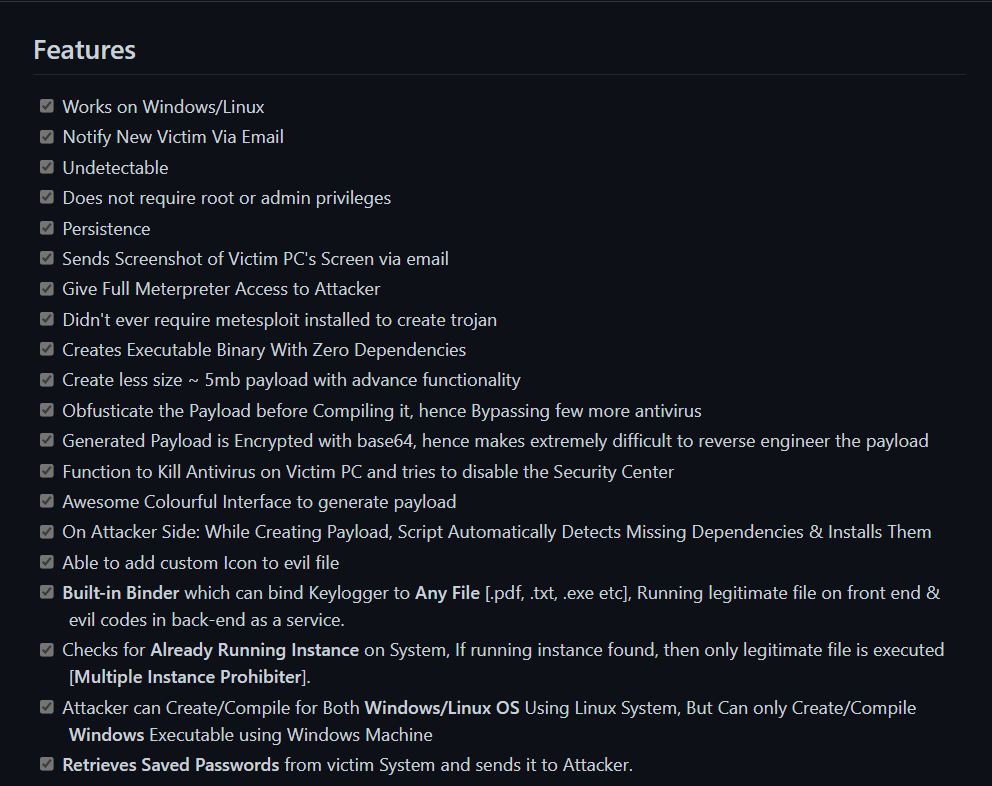 Features
Works on Windows/Linux
Notify New Victim Via Email
Undetectable
Does not require root or admin privileges
Persistence
Sends Screenshot of Victim PC's Screen via email
Give Full Meterpreter Access to Attacker
Didn't ever require metesploit installed to create trojan
Creates Executable Binary With Zero Dependencies
Create less size ~ 5mb payload with advance functionality
Obfusticate the Payload before Compiling it, hence Bypassing few more antivirus
Generated Payload is Encrypted with base64, hence makes extremely difficult to reverse engineer the payload
Function to Kill Antivirus on Victim PC and tries to disable the Security Center
Awesome Colourful Interface to generate payload
On Attacker Side: While Creating Payload, Script Automatically Detects Missing Dependencies & Installs Them
Able to add custom Icon to evil file
Built-in Binder which can bind Keylogger to Any File [.pdf, .txt, .exe etc], Running legitimate file on front end &
evil codes in back-end as a service.
Checks for Already Running Instance on System, If running instance found, then only legitimate file is executed
[Multiple Instance Prohibiter].
Attacker can Create/Compile for Both Windows/Linux OS Using Linux System, But Can only Create/Compile
Windows Executable using Windows Machine
Retrieves Saved Passwords from victim System and sends it to Attacker.